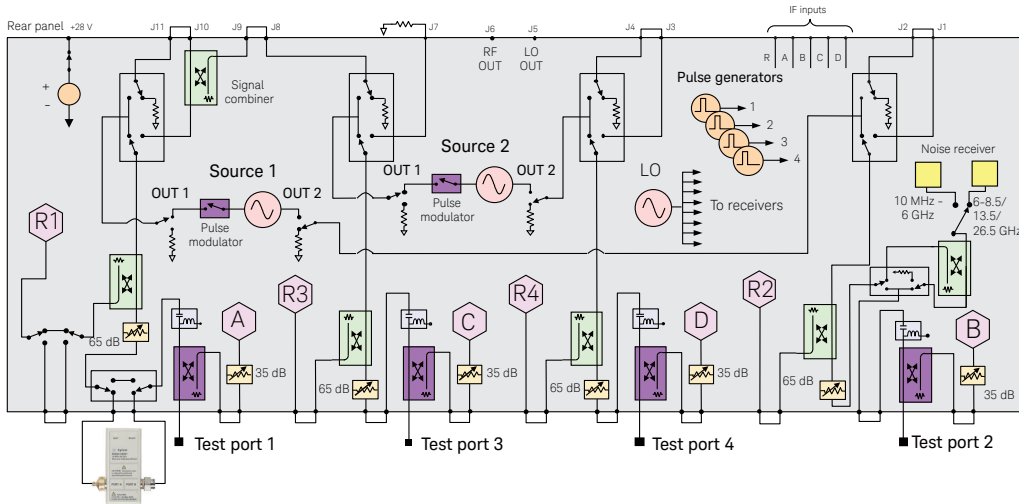 Rear panel
+28 V
J11 J10 J9 J8 J7 J6 J5 J4 J3 J2 J1
RF
OUT
LO
OUT
IF inputs
R A B C D
+
-
Signal
combiner
Pulse generators
1
2
3
4
Source 1
Source 2
OUT 1
OUT 2
OUT 1
OUT 2
Pulse
modulator
Pulse
modulator
LO
To receivers
Noise receiver
10 MHz -
6 GHz
6-8.5/
13.5/
26.5 GHz
R1
R3
R4
R2
A
C
D
B
65 dB
35 dB
65 dB
35 dB
65 dB
35 dB
65 dB
35 dB
Test port 1
Test port 3
Test port 4
Test port 2